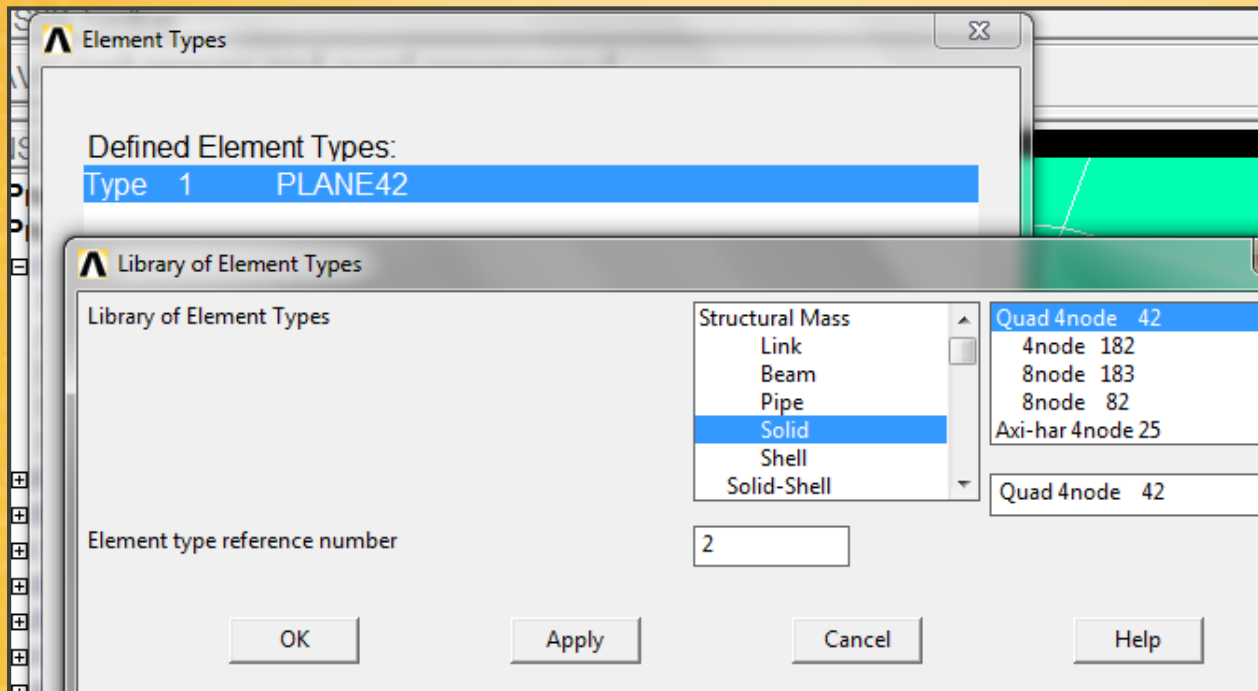 Element Types
Defined Element Types:
Type 1 PLANE42
Library of Element Types
Library of Element Types
Structural Mass
Link
Beam
Pipe
Solid
Shell
Solid-Shell
Quad 4node 42
4node 182
8node 183
8node 82
Axi-har 4node 25
Quad 4node 42
Element type reference number
2
OK
Apply
Cancel
Help